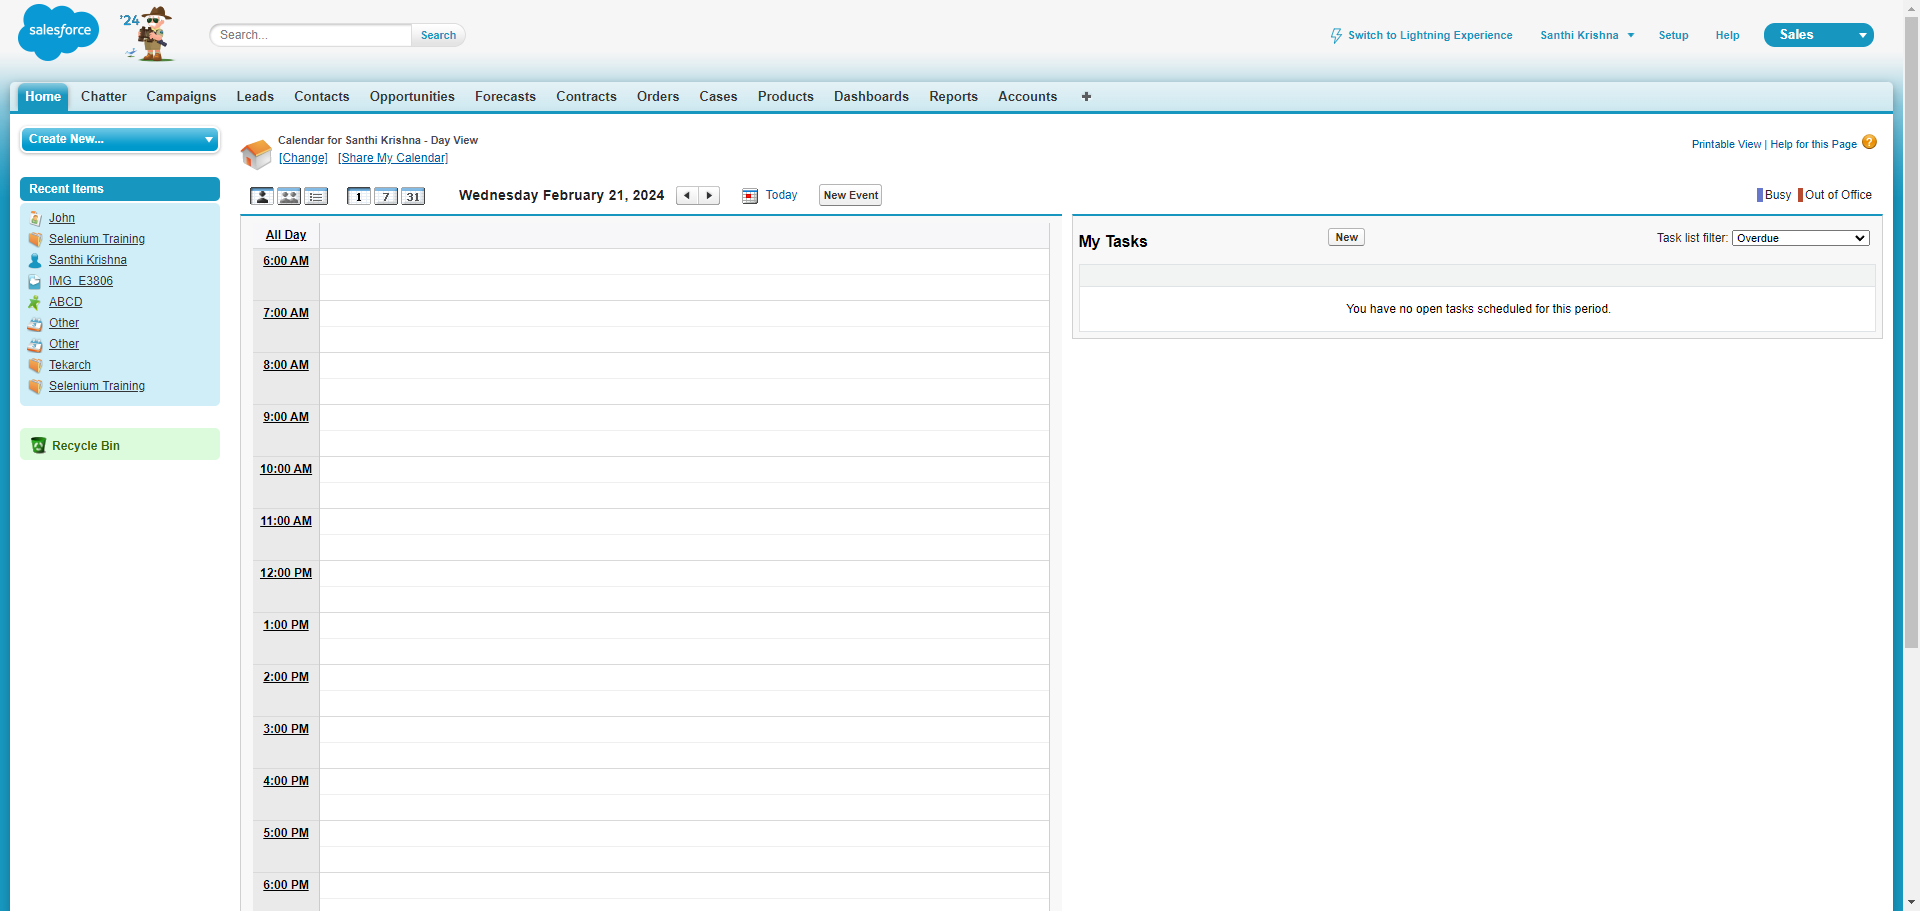 salesforce
'24
Search...
Search
Switch to Lightning Experience
Santhi Krishna
Setup
Help
Sales
Home
Chatter
Campaigns
Leads
Contacts
Opportunities
Forecasts
Contracts
Orders
Cases
Products
Dashboards
Reports
Accounts
+
Create New...
Recent Items
John
Selenium Training
Santhi Krishna
IMG_E3806
ABCD
Other
Other
Tekarch
Selenium Training
Recycle Bin
Calendar for Santhi Krishna - Day View
[Change] [Share My Calendar]
Printable View | Help for this Page ?
1 7 31
Wednesday February 21, 2024
Today
New Event
Busy Out of Office
All Day
6:00 AM
7:00 AM
8:00 AM
9:00 AM
10:00 AM
11:00 AM
12:00 PM
1:00 PM
2:00 PM
3:00 PM
4:00 PM
5:00 PM
6:00 PM
My Tasks
New
Task list filter: Overdue
You have no open tasks scheduled for this period.